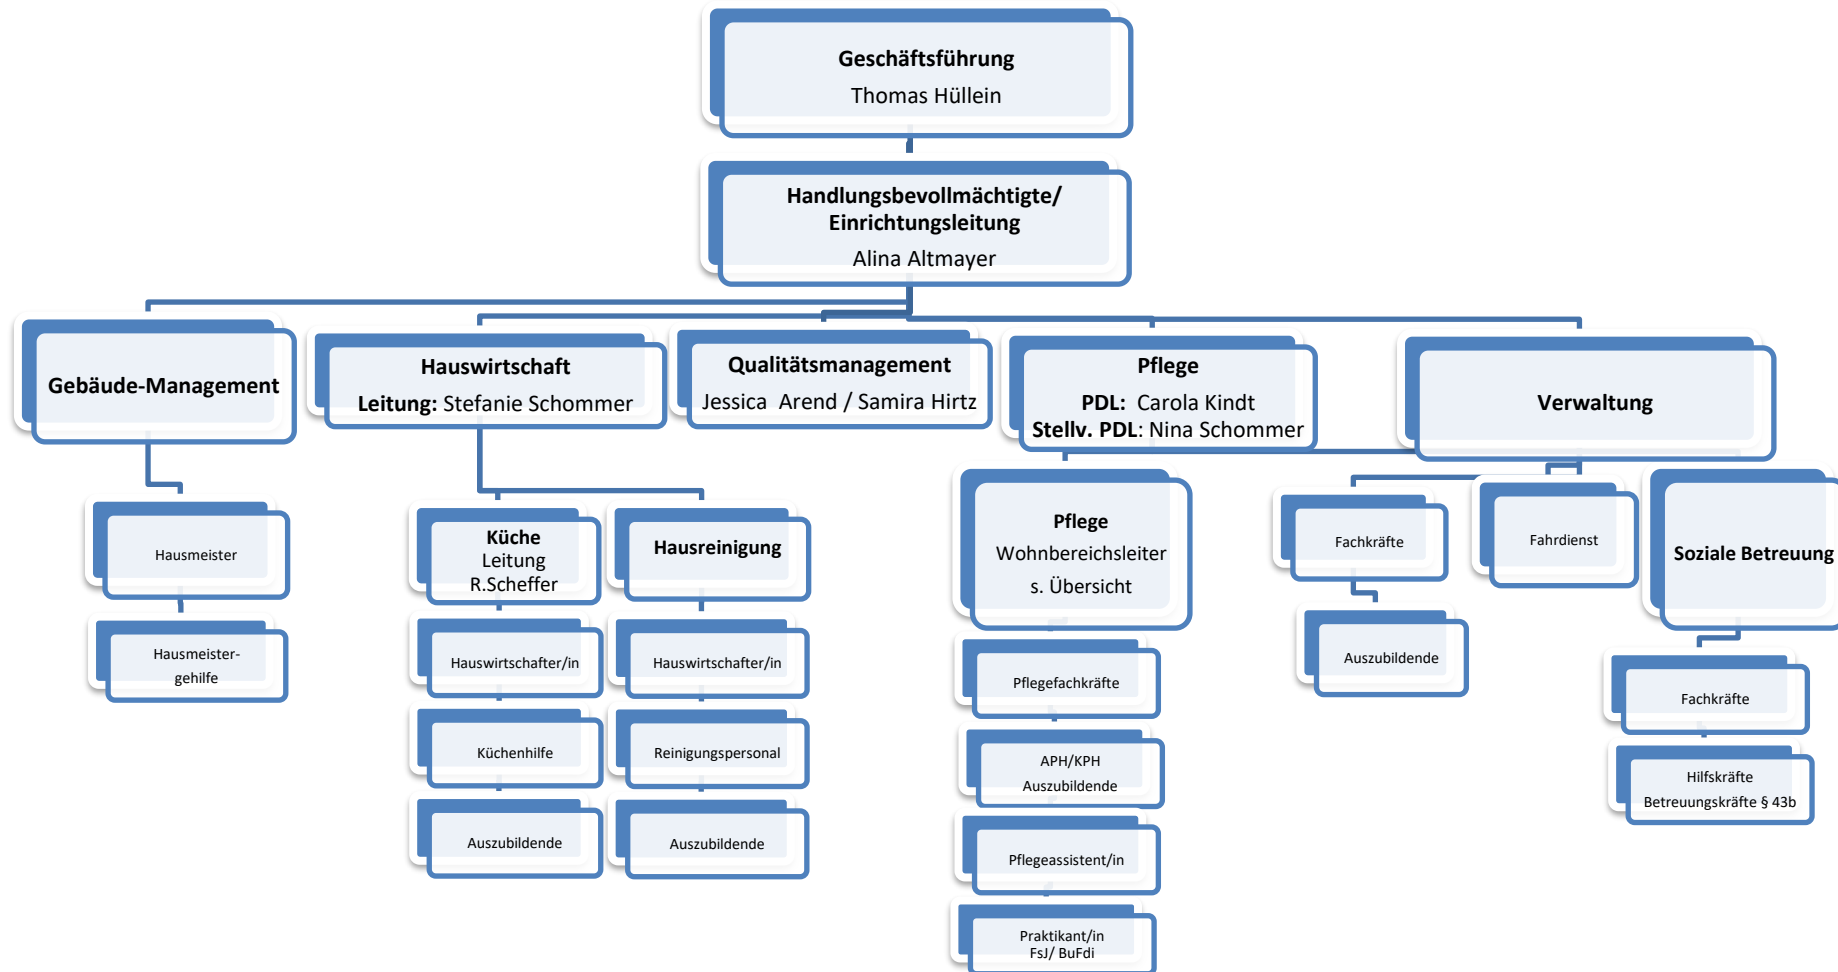 Geschäftsführung
Thomas Hüllein
Handlungsbevollmächtigte/
Einrichtungsleitung
Alina Altmayer
Gebäude-Management
Hauswirtschaft
Leitung: Stefanie Schommer
Qualitätsmanagement
Jessica Arend / Samira Hirtz
Pflege
PDL: Carola Kindt
Stellv. PDL: Nina Schommer
Verwaltung
Hausmeister
Hausmeister-
gehilfe
Küche
Leitung
R.Scheffer
Hauswirtschafter/in
Küchenhilfe
Auszubildende
Hausreinigung
Hauswirtschafter/in
Reinigungspersonal
Auszubildende
Pflege
Wohnbereichsleiter
s. Übersicht
Pflegefachkräfte
APH/KPH
Auszubildende
Pflegeassistent/in
Praktikant/in
FsJ/ BuFdi
Fachkräfte
Auszubildende
Fahrdienst
Soziale Betreuung
Fachkräfte
Hilfskräfte
Betreuungskräfte § 43b